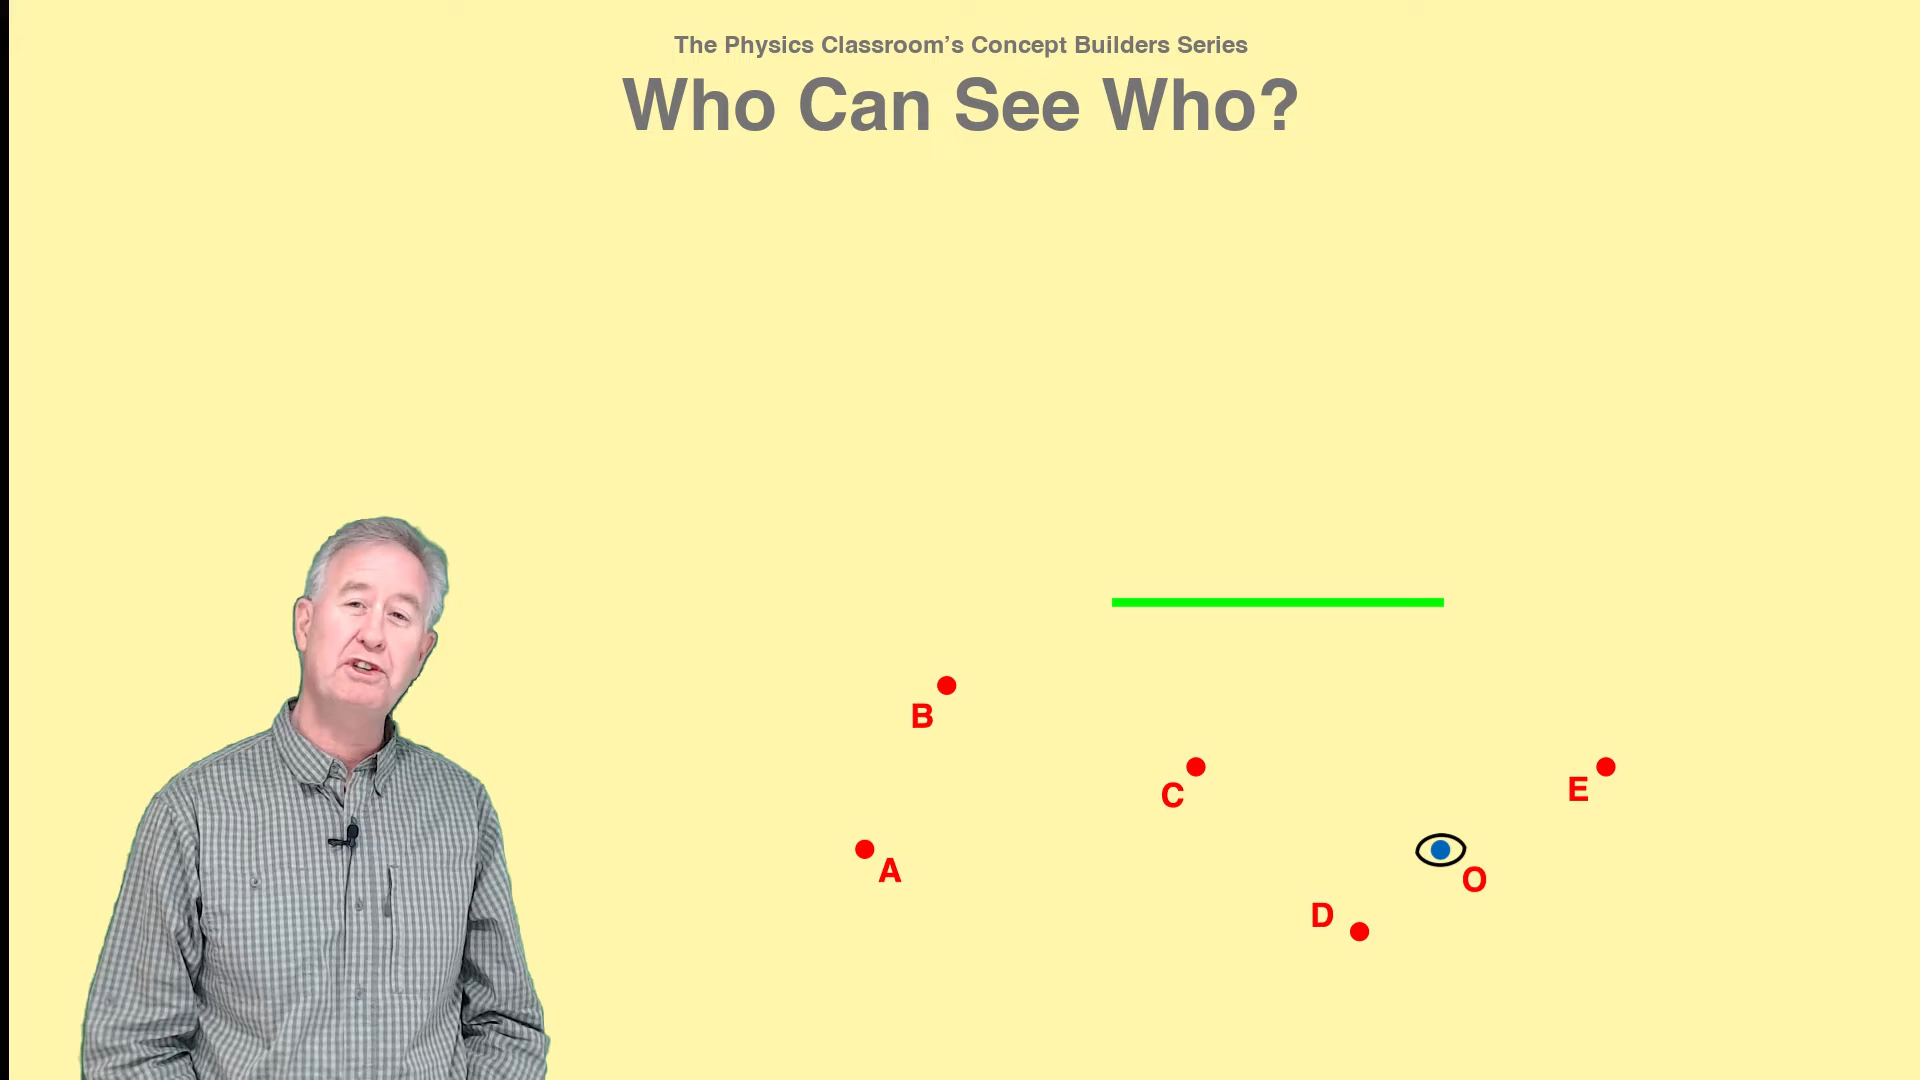 The Physics Classroom’s Concept Builders Series
Who Can See Who?
B
C
E
A
O
D